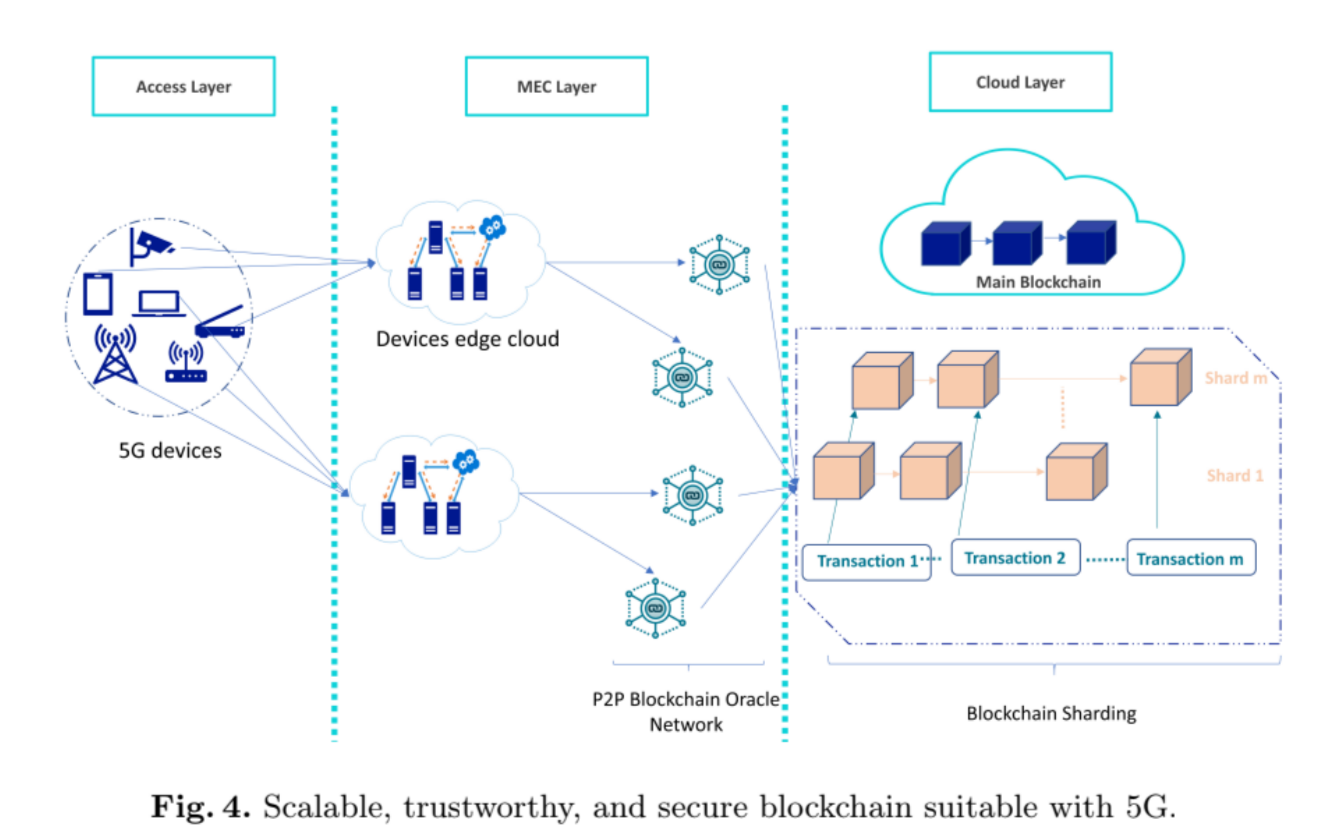 Access Layer
MEC Layer
Cloud Layer
Main Blockchain
Devices edge cloud
5G devices
Shard m
Shard 1
Transaction 1
Transaction 2
Transaction m
P2P Blockchain Oracle
Network
Blockchain Sharding
Fig. 4. Scalable, trustworthy, and secure blockchain suitable with 5G.